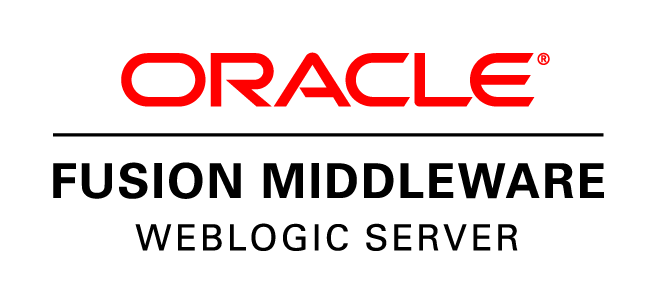 ORACLE®
FUSION MIDDLEWARE
WEBLOGIC SERVER